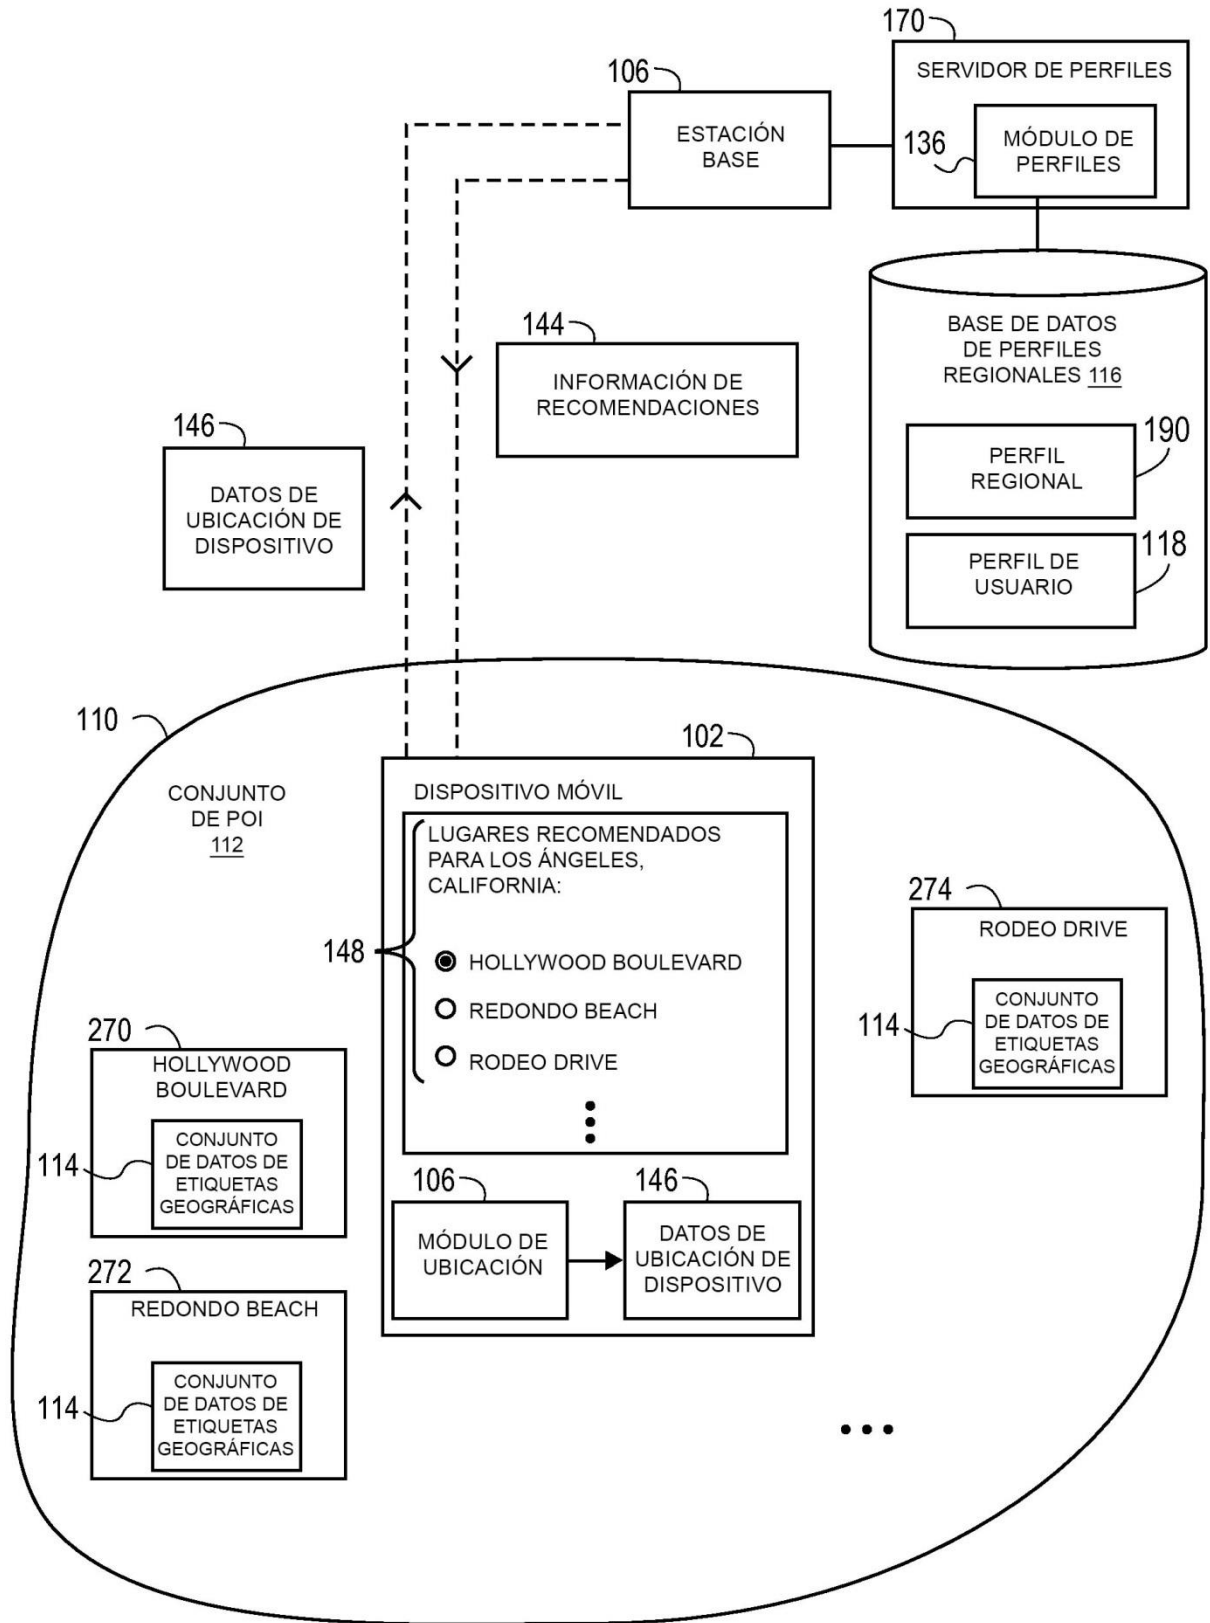 170
SERVIDOR DE PERFILES
106
ESTACIÓN
BASE
136
MÓDULO DE
PERFILES
144
INFORMACIÓN DE
RECOMENDACIONES
BASE DE DATOS
DE PERFILES
REGIONALES 116
190
PERFIL
REGIONAL
118
PERFIL DE
USUARIO
146
DATOS DE
UBICACIÓN DE
DISPOSITIVO
110
CONJUNTO
DE POI
112
102
DISPOSITIVO MÓVIL
LUGARES RECOMENDADOS
PARA LOS ÁNGELES,
CALIFORNIA:
148
HOLLYWOOD BOULEVARD
REDONDO BEACH
RODEO DRIVE
106
MÓDULO DE
UBICACIÓN
146
DATOS DE
UBICACIÓN DE
DISPOSITIVO
274
RODEO DRIVE
114
CONJUNTO
DE DATOS DE
ETIQUETAS
GEOGRÁFICAS
270
HOLLYWOOD
BOULEVARD
114
CONJUNTO
DE DATOS DE
ETIQUETAS
GEOGRÁFICAS
272
REDONDO BEACH
114
CONJUNTO
DE DATOS DE
ETIQUETAS
GEOGRÁFICAS